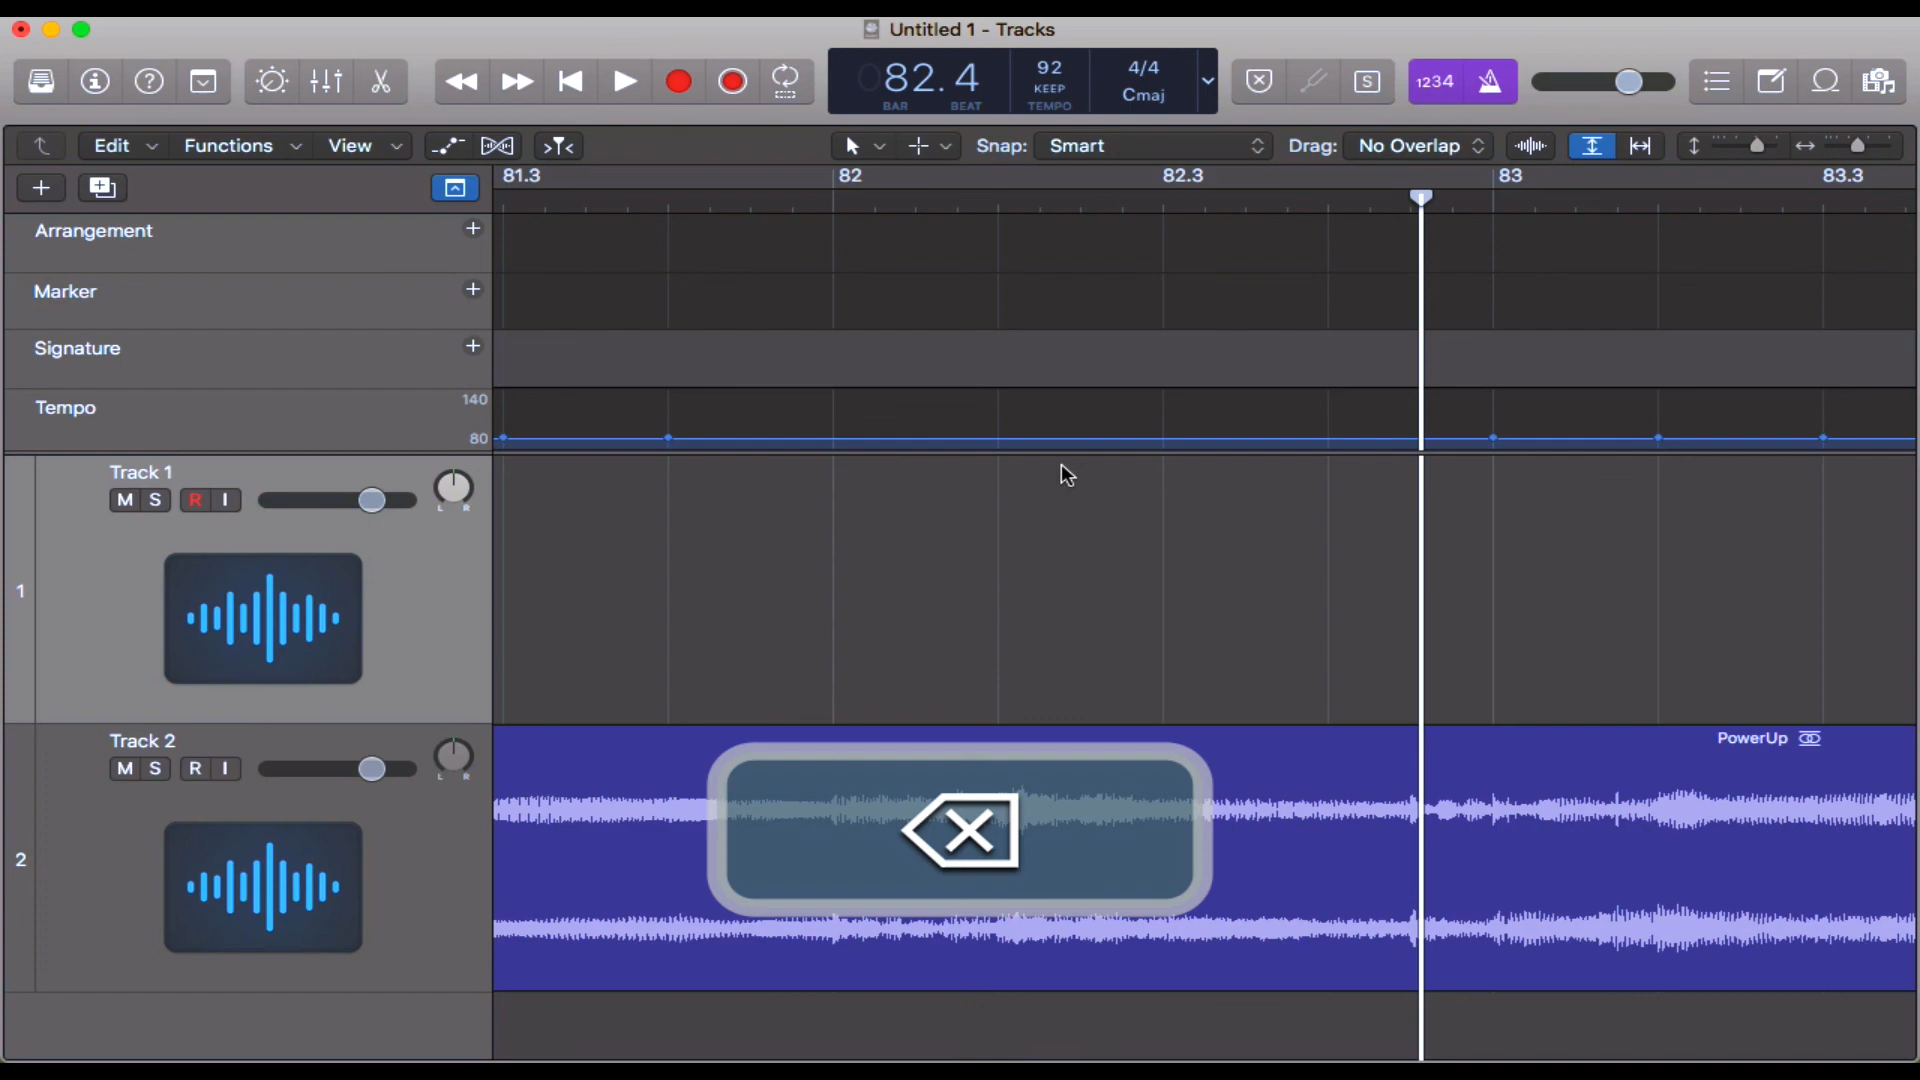 Untitled 1 - Tracks
82.4
BAR BEAT
92
KEEP
TEMPO
4/4
Cmaj
S
1234
Edit Functions View Snap: Smart Drag: No Overlap
81.3 82 82.3 83 83.3
Arrangement
Marker
Signature
Tempo
140
80
Track 1
M S R I
L R
1
Track 2
M S R I
L R
2
PowerUp